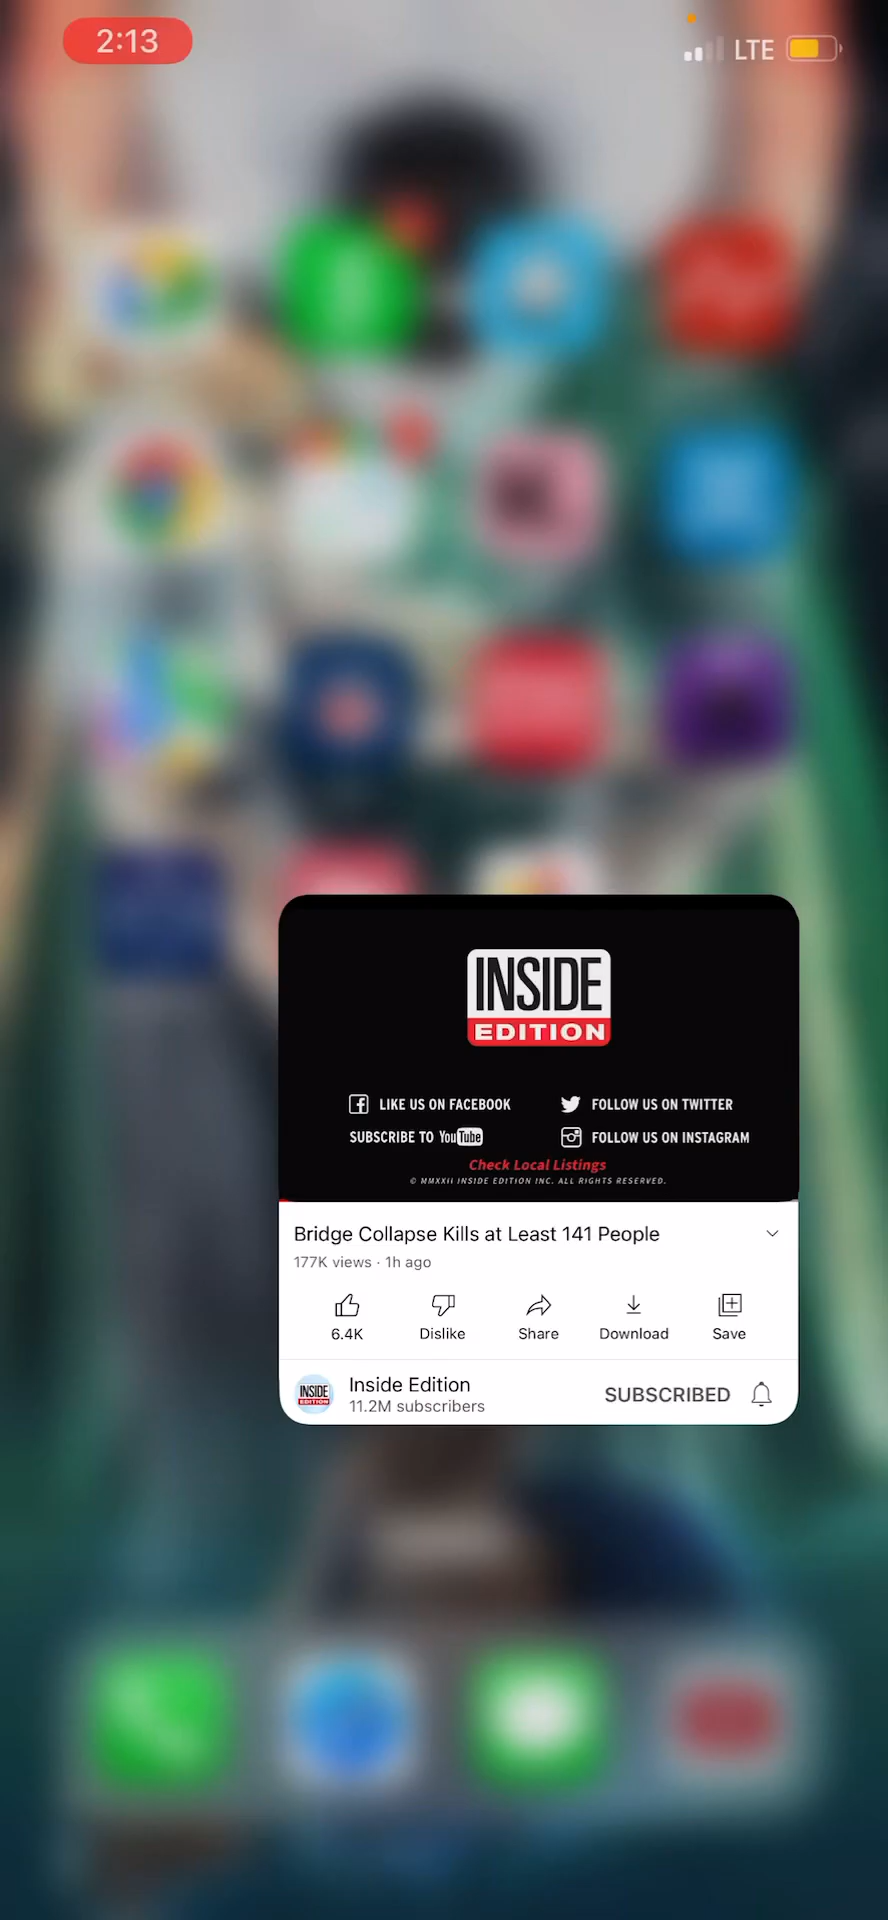 2:13
LTE
INSIDE
EDITION
LIKE US ON FACEBOOK
FOLLOW US ON TWITTER
SUBSCRIBE TO YouTube
FOLLOW US ON INSTAGRAM
Check Local Listings
© MMXXII INSIDE EDITION INC. ALL RIGHTS RESERVED.
Bridge Collapse Kills at Least 141 People
177K views · 1h ago
6.4K
Dislike
Share
Download
Save
INSIDE
EDITION
Inside Edition
11.2M subscribers
SUBSCRIBED